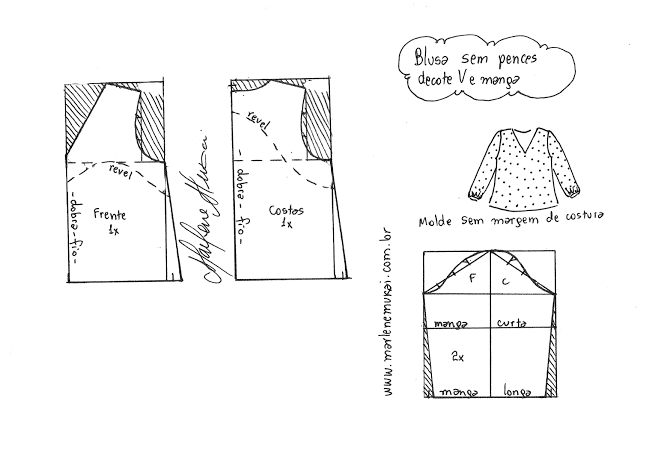 Blusa sem pences
decote V e manga
revel
- dobra-fio-
Frente
1x
Marlene Mukai
revel
- dobra-fio-
Costas
1x
Molde sem margem de costura
www.marlenemukai.com.br
F C
manga curta
2x
manga longa